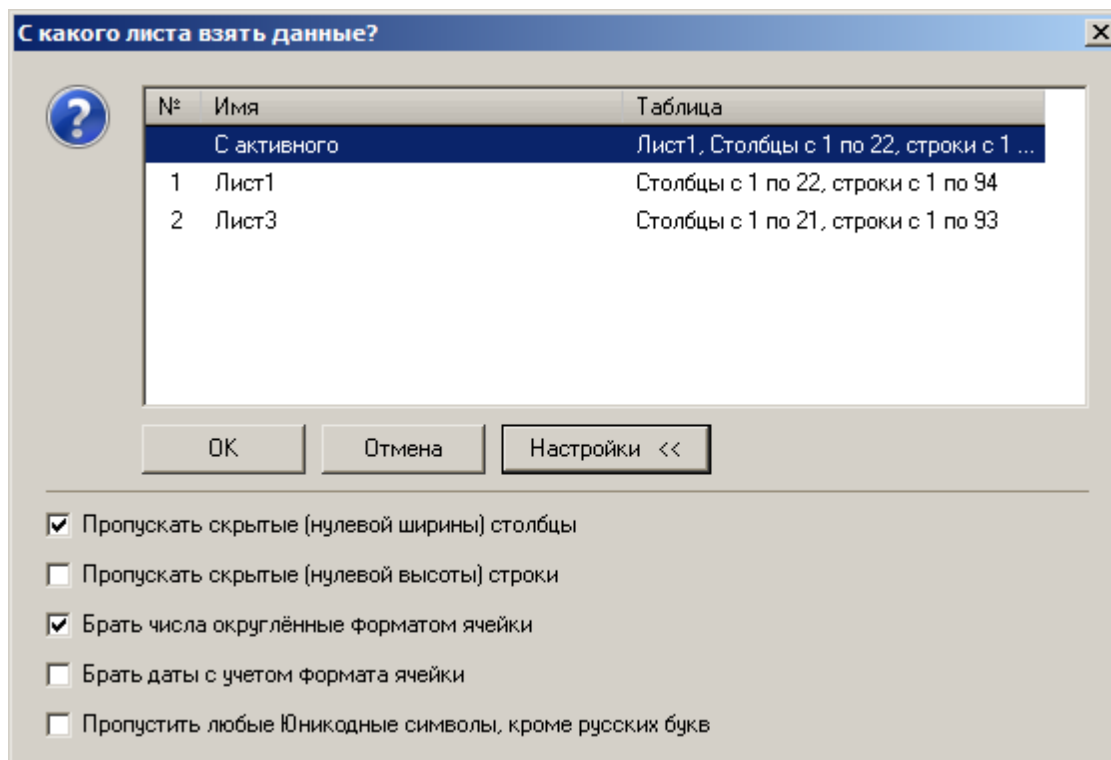 С какого листа взять данные?
№ Имя Таблица
С активного Лист1, Столбцы с 1 по 22, строки с 1 ...
1 Лист1 Столбцы с 1 по 22, строки с 1 по 94
2 Лист3 Столбцы с 1 по 21, строки с 1 по 93
OK Отмена Настройки <<
Пропускать скрытые (нулевой ширины) столбцы
Пропускать скрытые (нулевой высоты) строки
Брать числа округлённые форматом ячейки
Брать даты с учетом формата ячейки
Пропустить любые Юникодные символы, кроме русских букв